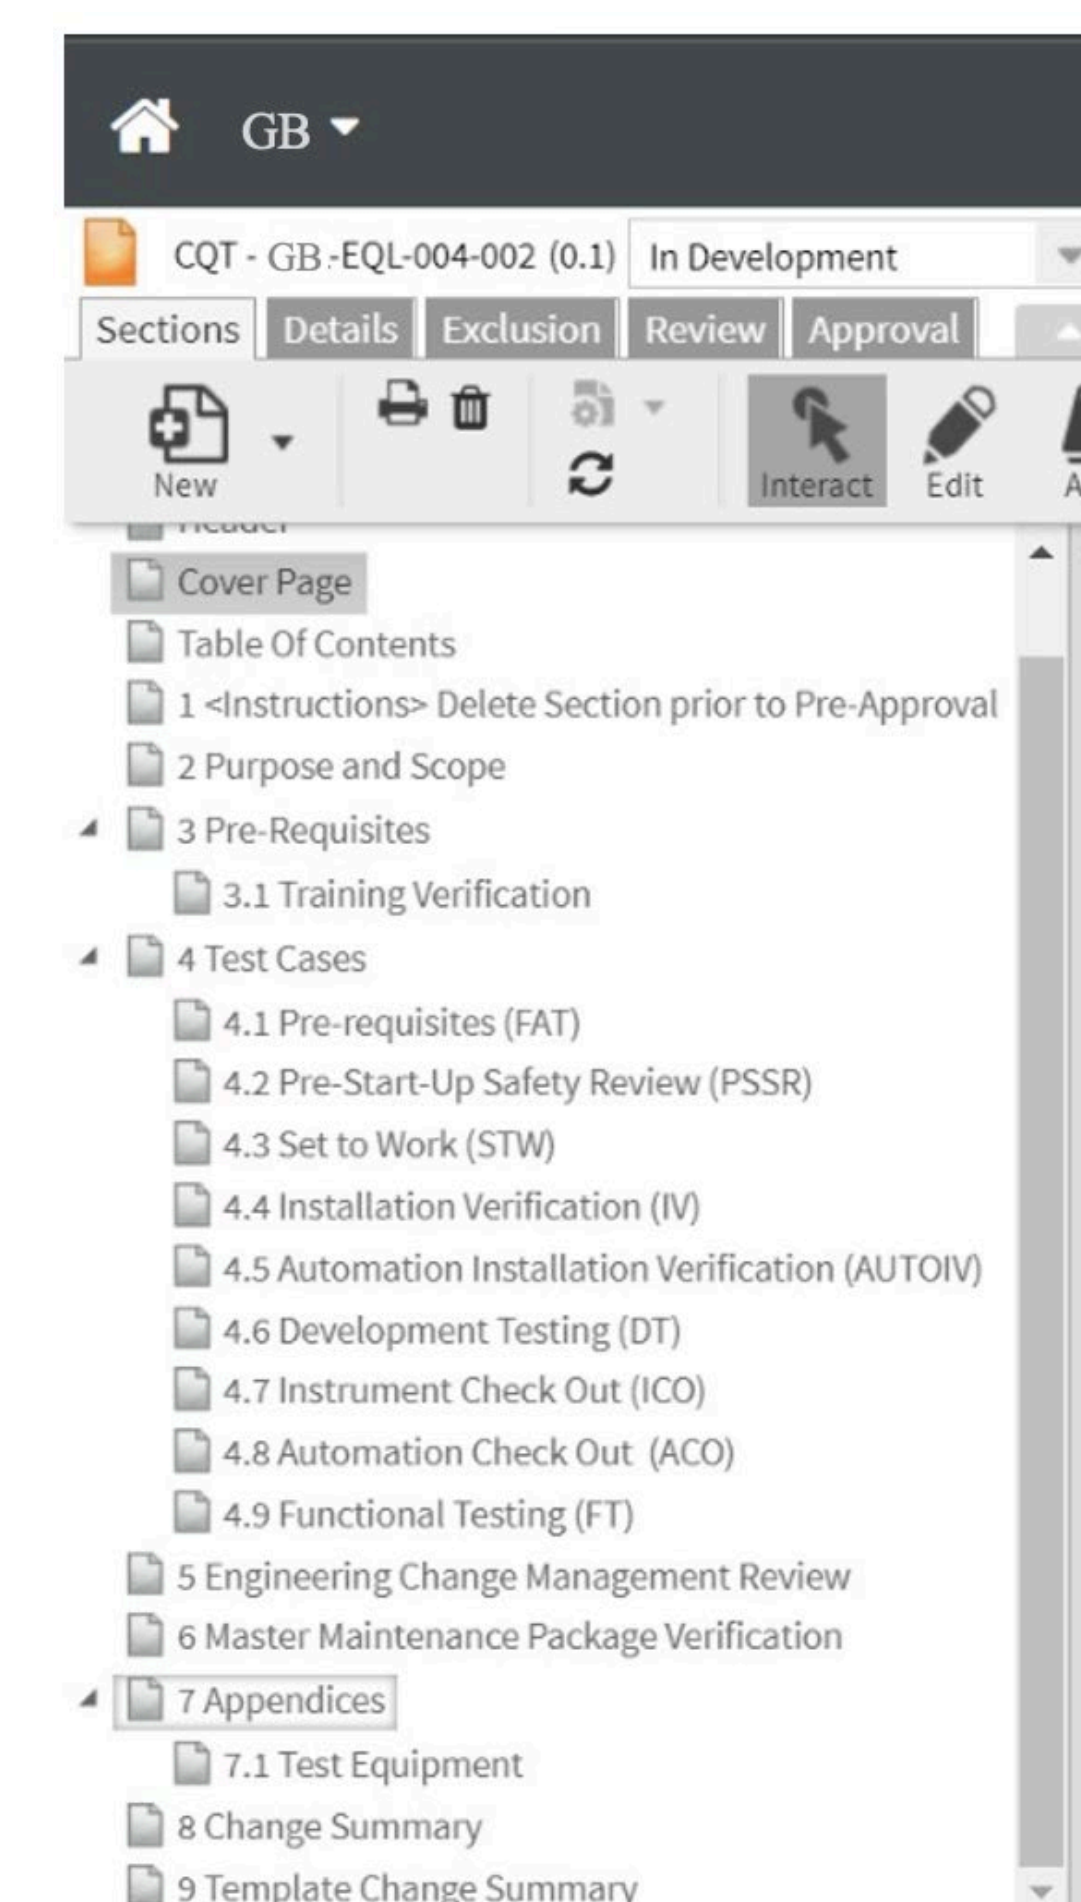 GB
CQT - GB.-EQL-004-002 (0.1) In Development
Sections Details Exclusion Review Approval
New Interact Edit A
Header
Cover Page
Table Of Contents
1 <Instructions> Delete Section prior to Pre-Approval
2 Purpose and Scope
3 Pre-Requisites
3.1 Training Verification
4 Test Cases
4.1 Pre-requisites (FAT)
4.2 Pre-Start-Up Safety Review (PSSR)
4.3 Set to Work (STW)
4.4 Installation Verification (IV)
4.5 Automation Installation Verification (AUTOIV)
4.6 Development Testing (DT)
4.7 Instrument Check Out (ICO)
4.8 Automation Check Out (ACO)
4.9 Functional Testing (FT)
5 Engineering Change Management Review
6 Master Maintenance Package Verification
7 Appendices
7.1 Test Equipment
8 Change Summary
9 Template Change Summary